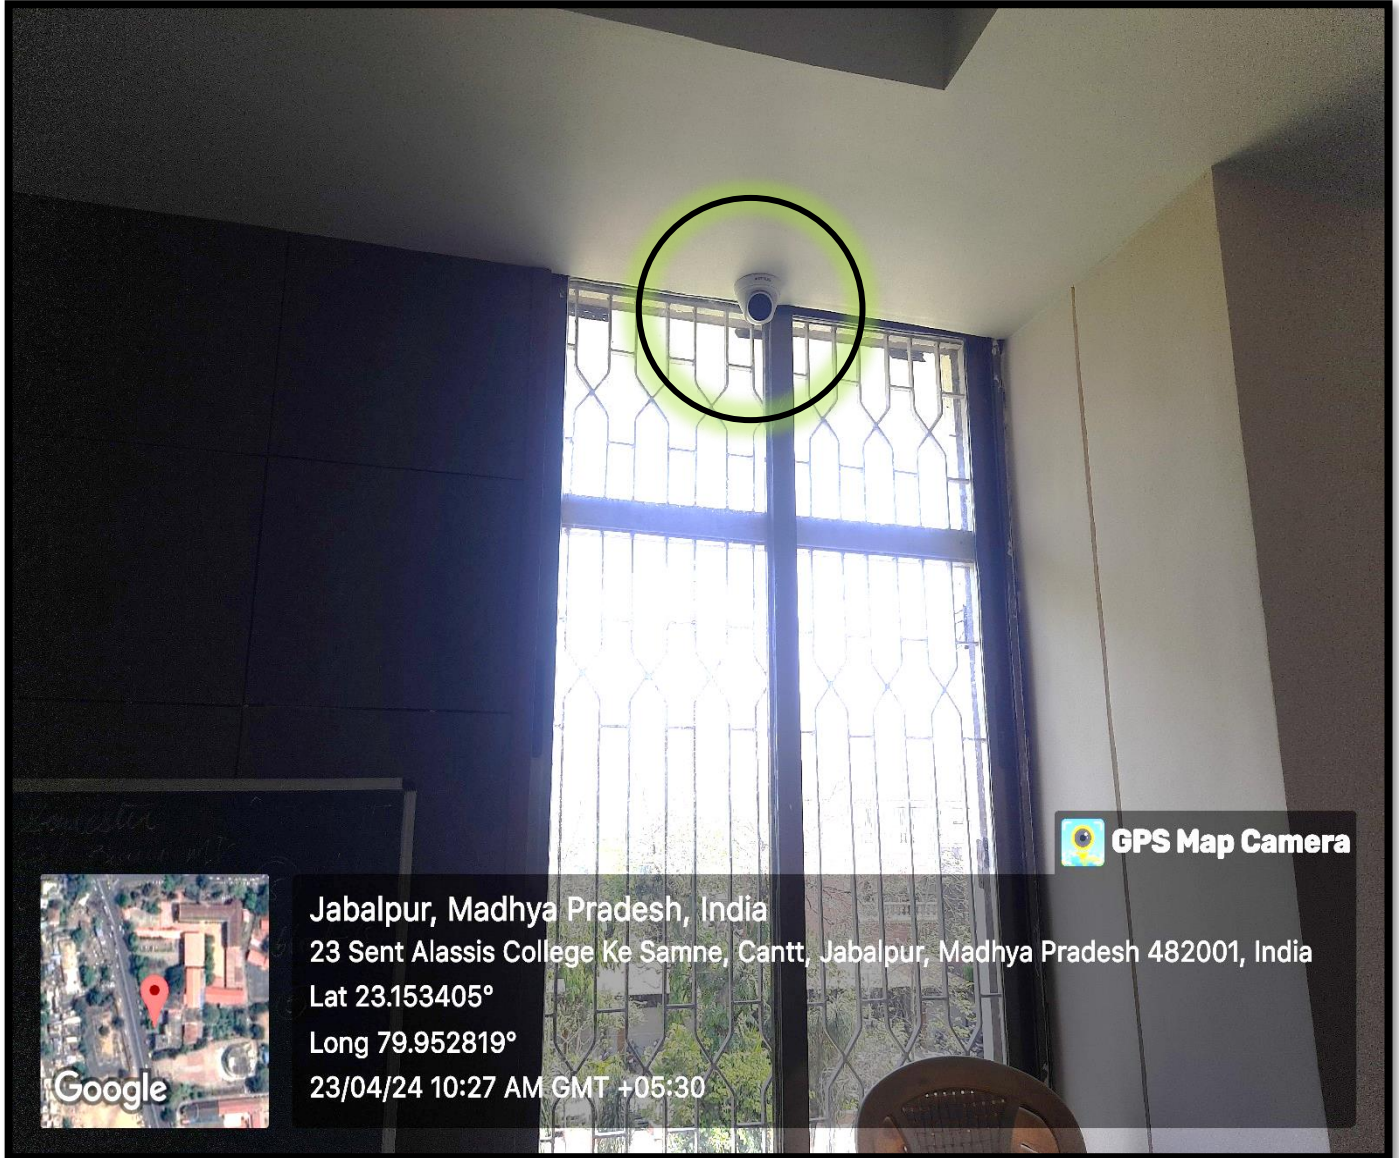 GPS Map Camera
Jabalpur, Madhya Pradesh, India
23 Sent Alassis College Ke Samne, Cantt, Jabalpur, Madhya Pradesh 482001, India
Lat 23.153405°
Long 79.952819°
23/04/24 10:27 AM GMT +05:30
Google